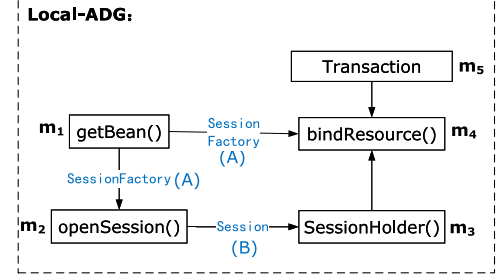 Local-ADG:
Transaction m5
m1 getBean() Session
Factory
(A) bindResource() m4
SessionFactory (A)
m2 openSession() Session
(B) SessionHolder() m3